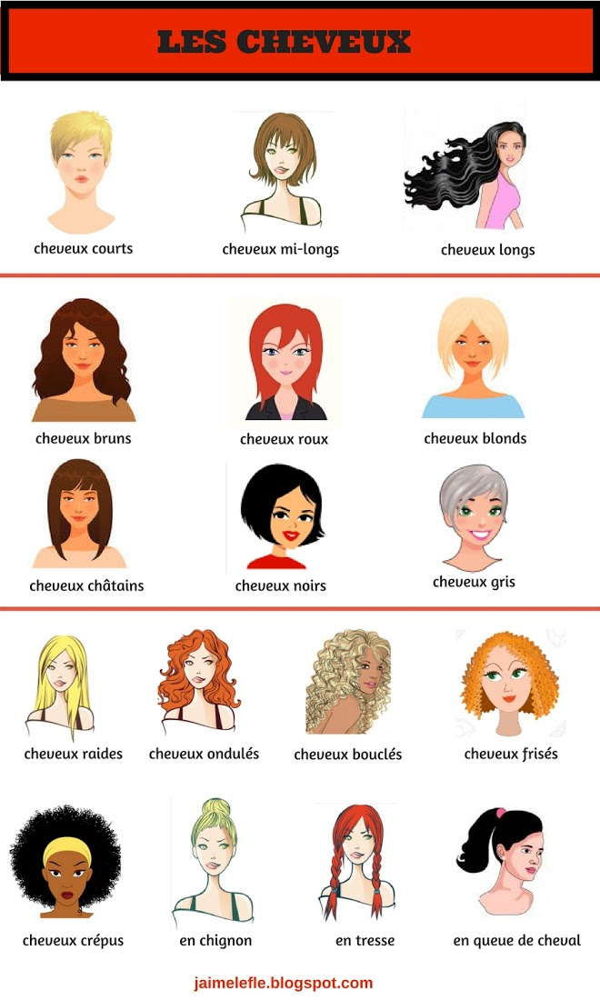 LES CHEVEUX
cheveux courts
cheveux mi-longs
cheveux longs
cheveux bruns
cheveux roux
cheveux blonds
cheveux châtains
cheveux noirs
cheveux gris
cheveux raides
cheveux ondulés
cheveux bouclés
cheveux frisés
cheveux crépus
en chignon
en tresse
en queue de cheval
jaimelefle.blogspot.com